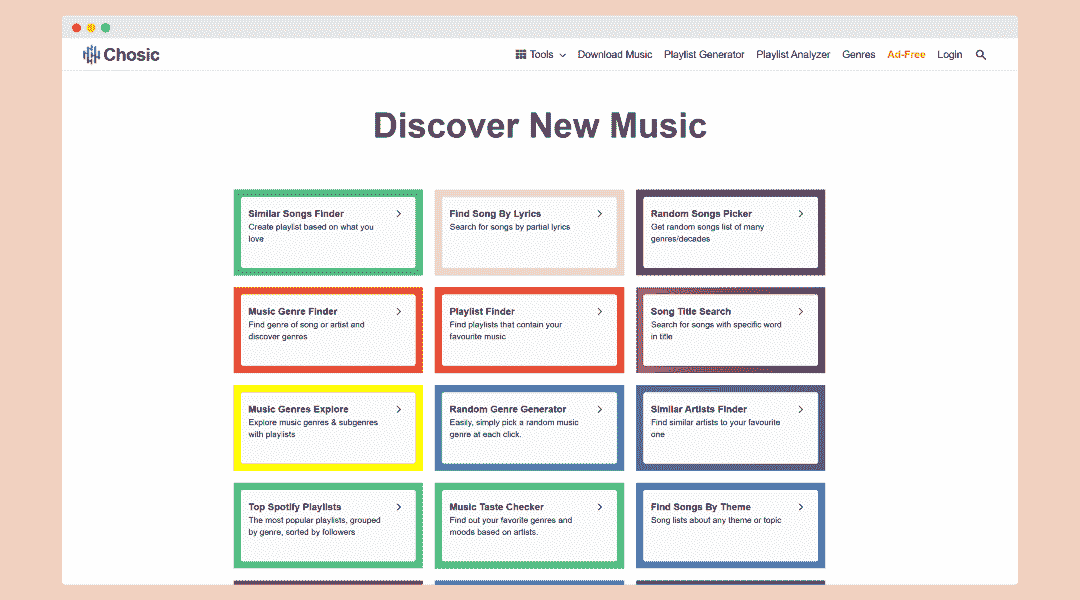 Chosic
Tools Download Music Playlist Generator Playlist Analyzer Genres Ad-Free Login
Discover New Music
Similar Songs Finder
Create playlist based on what you
love
Find Song By Lyrics
Search for songs by partial lyrics
Random Songs Picker
Get random songs list of many
genres/decades
Music Genre Finder
Find genre of song or artist and
discover genres
Playlist Finder
Find playlists that contain your
favourite music
Song Title Search
Search for songs with specific word
in title
Music Genres Explore
Explore music genres & subgenres
with playlists
Random Genre Generator
Easily, simply pick a random music
genre at each click.
Similar Artists Finder
Find similar artists to your favourite
one
Top Spotify Playlists
The most popular playlists, grouped
by genre, sorted by followers
Music Taste Checker
Find out your favorite genres and
moods based on artists.
Find Songs By Theme
Song lists about any theme or topic